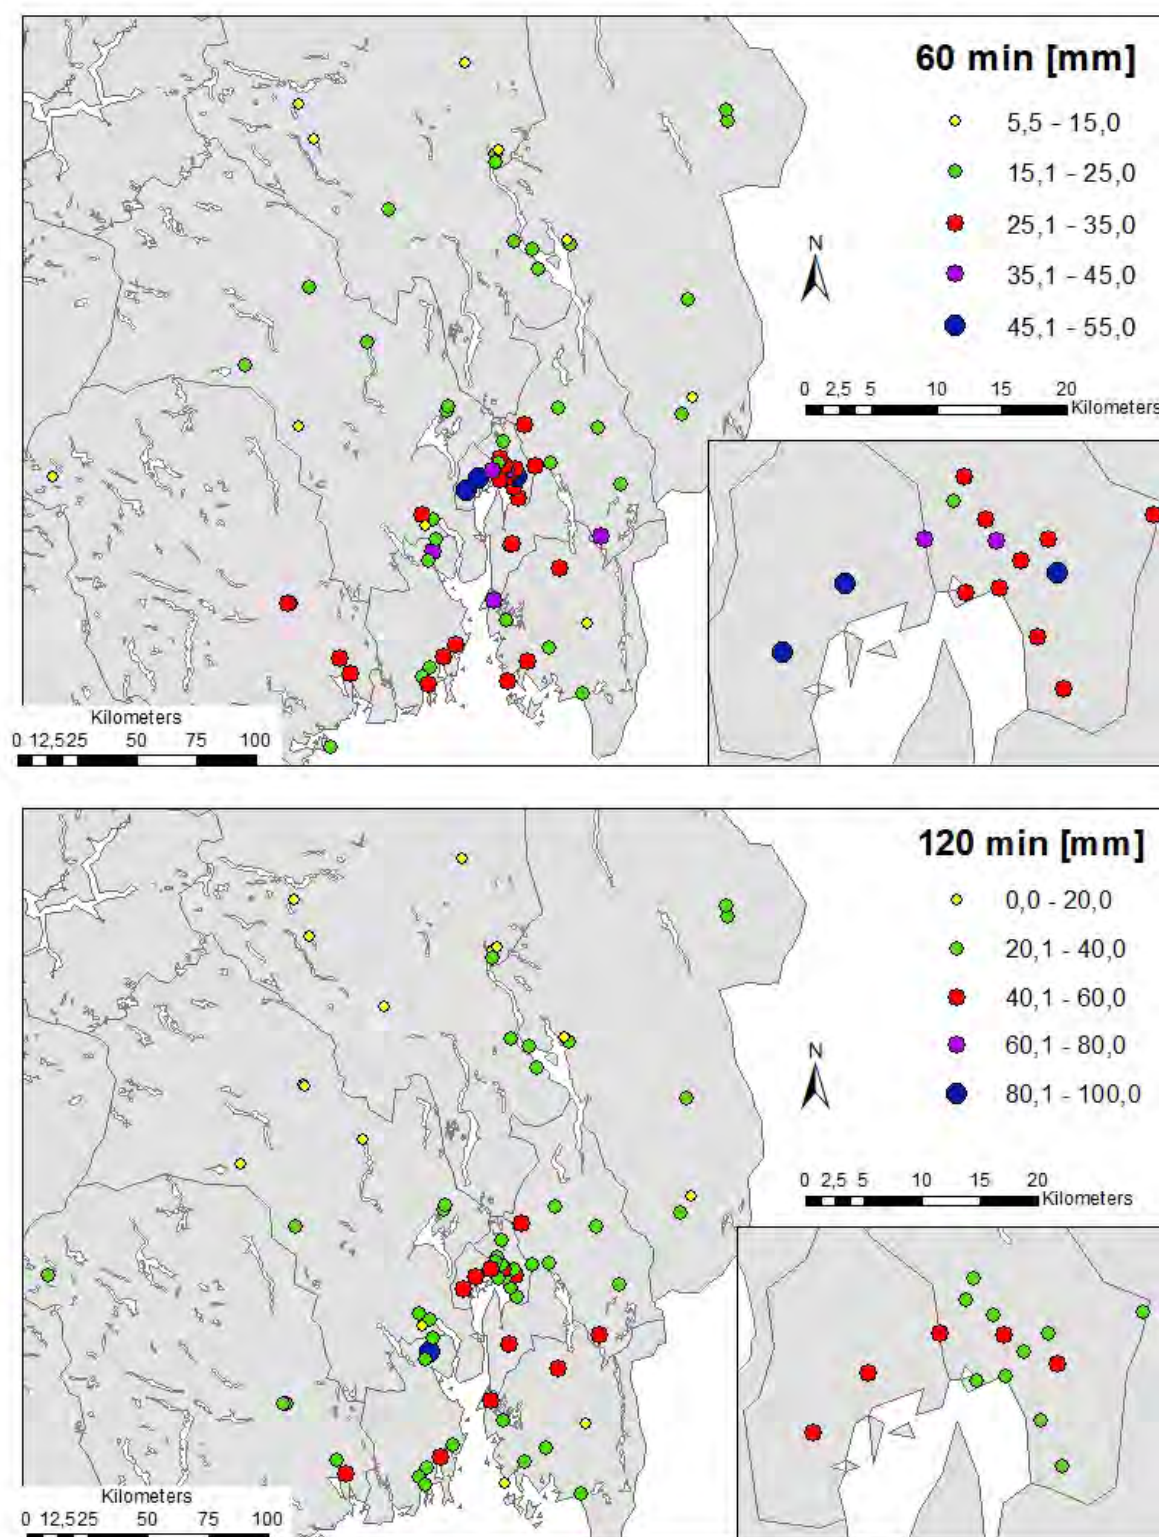 60 min [mm]
5,5 - 15,0
15,1 - 25,0
25,1 - 35,0
35,1 - 45,0
45,1 - 55,0
N
0 2,5 5 10 15 20
Kilometers
Kilometers
0 12,525 50 75 100
120 min [mm]
0,0 - 20,0
20,1 - 40,0
40,1 - 60,0
60,1 - 80,0
80,1 - 100,0
N
0 2,5 5 10 15 20
Kilometers
Kilometers
0 12,525 50 75 100